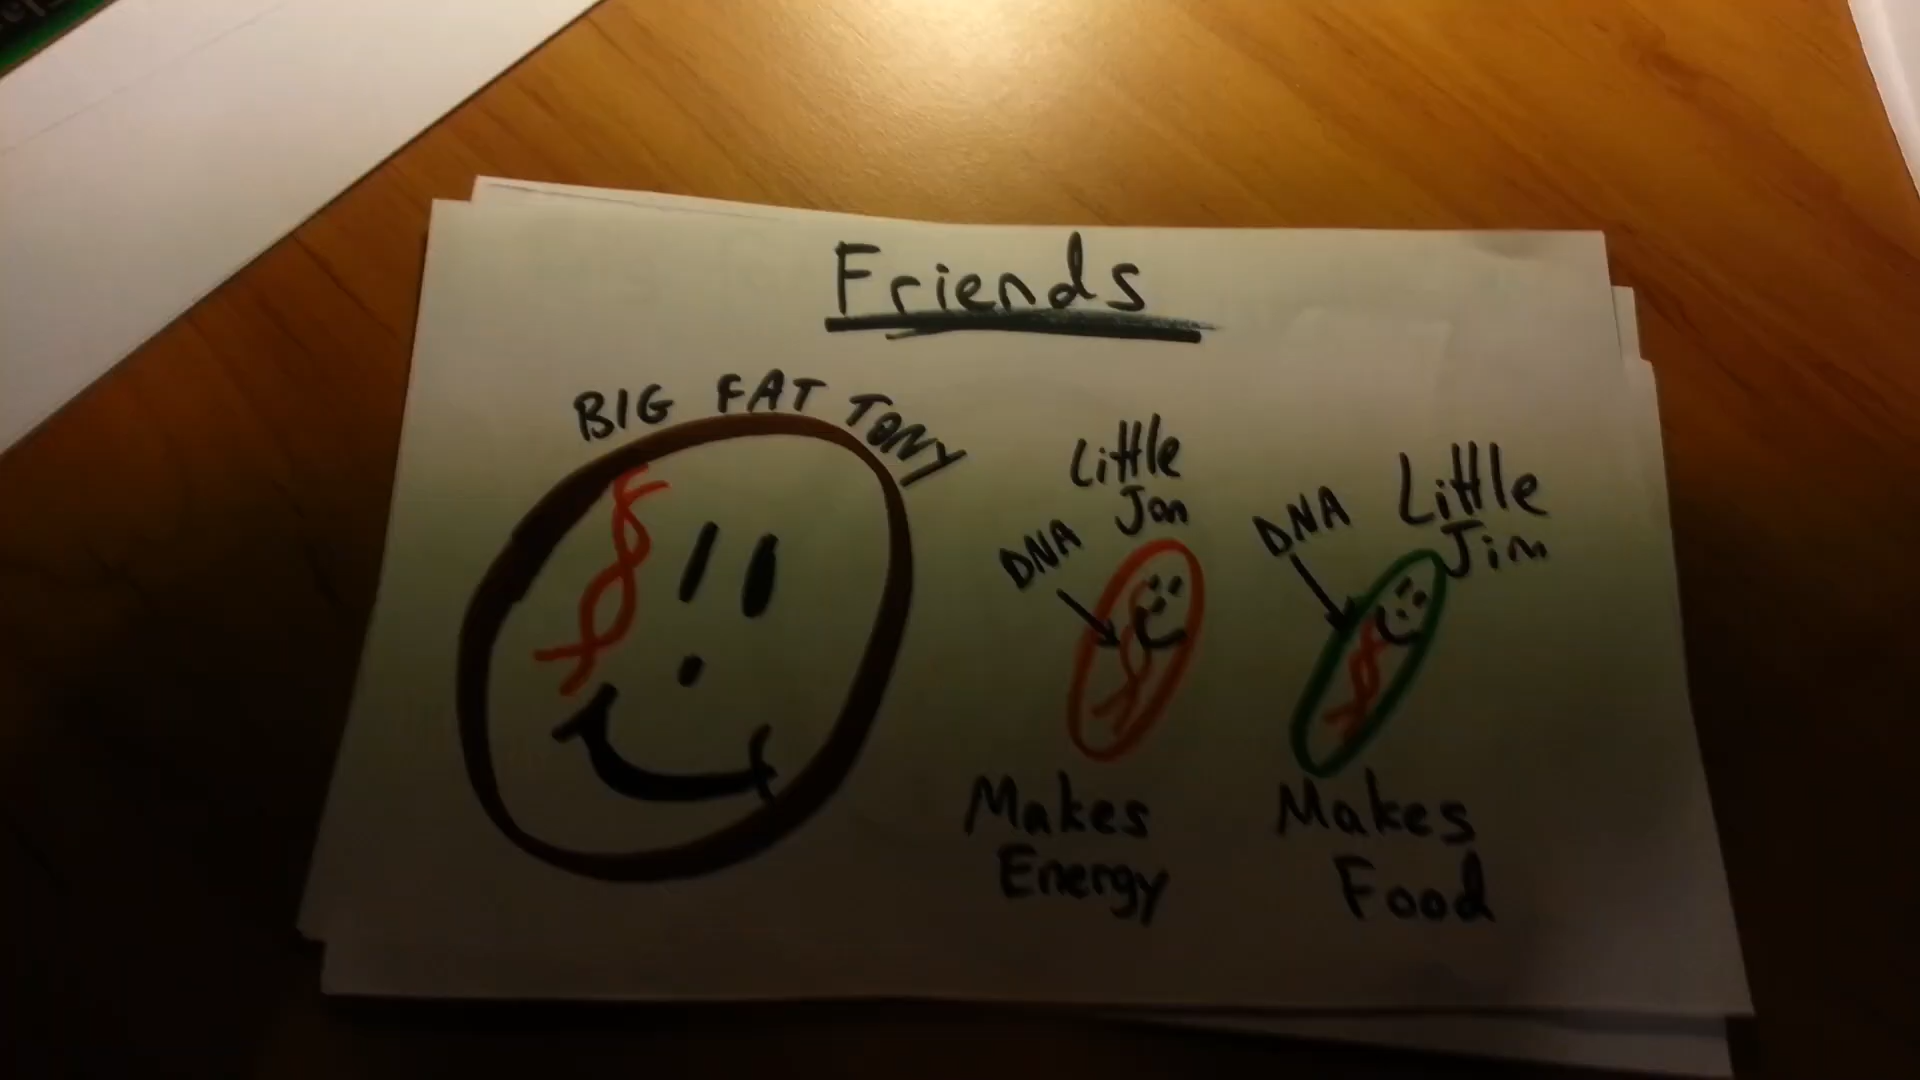 Friends
BIG FAT TONY
Little
Jon
DNA
Makes
Energy
DNA
Little
Jim
Makes
Food